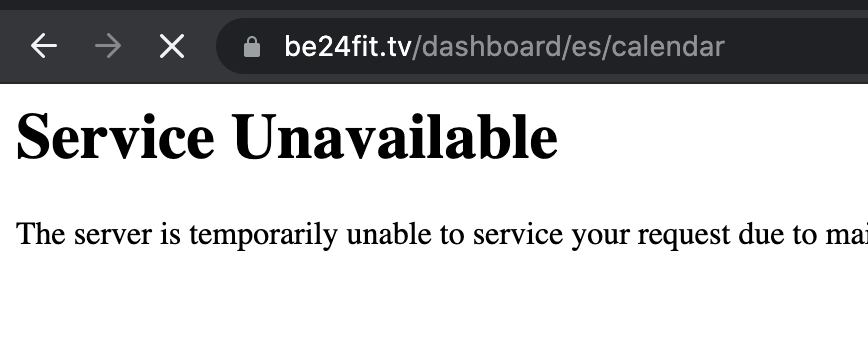 be24fit.tv/dashboard/es/calendar
Service Unavailable
The server is temporarily unable to service your request due to mai